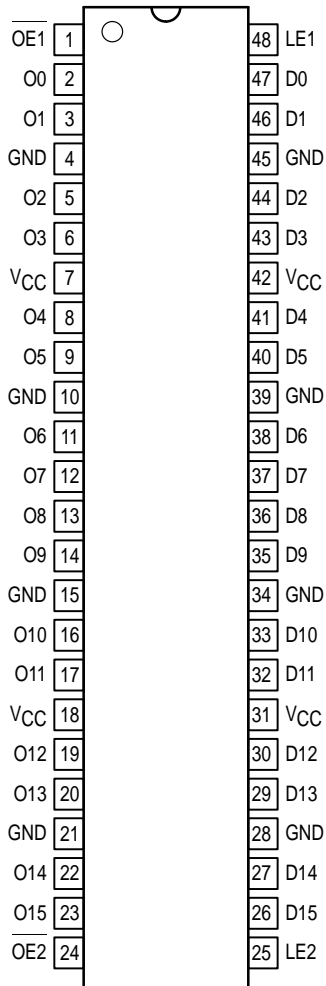 O̅E̅1̅ 1 48 LE1
O0 2 47 D0
O1 3 46 D1
GND 4 45 GND
O2 5 44 D2
O3 6 43 D3
VCC 7 42 VCC
O4 8 41 D4
O5 9 40 D5
GND 10 39 GND
O6 11 38 D6
O7 12 37 D7
O8 13 36 D8
O9 14 35 D9
GND 15 34 GND
O10 16 33 D10
O11 17 32 D11
VCC 18 31 VCC
O12 19 30 D12
O13 20 29 D13
GND 21 28 GND
O14 22 27 D14
O15 23 26 D15
O̅E̅2̅ 24 25 LE2